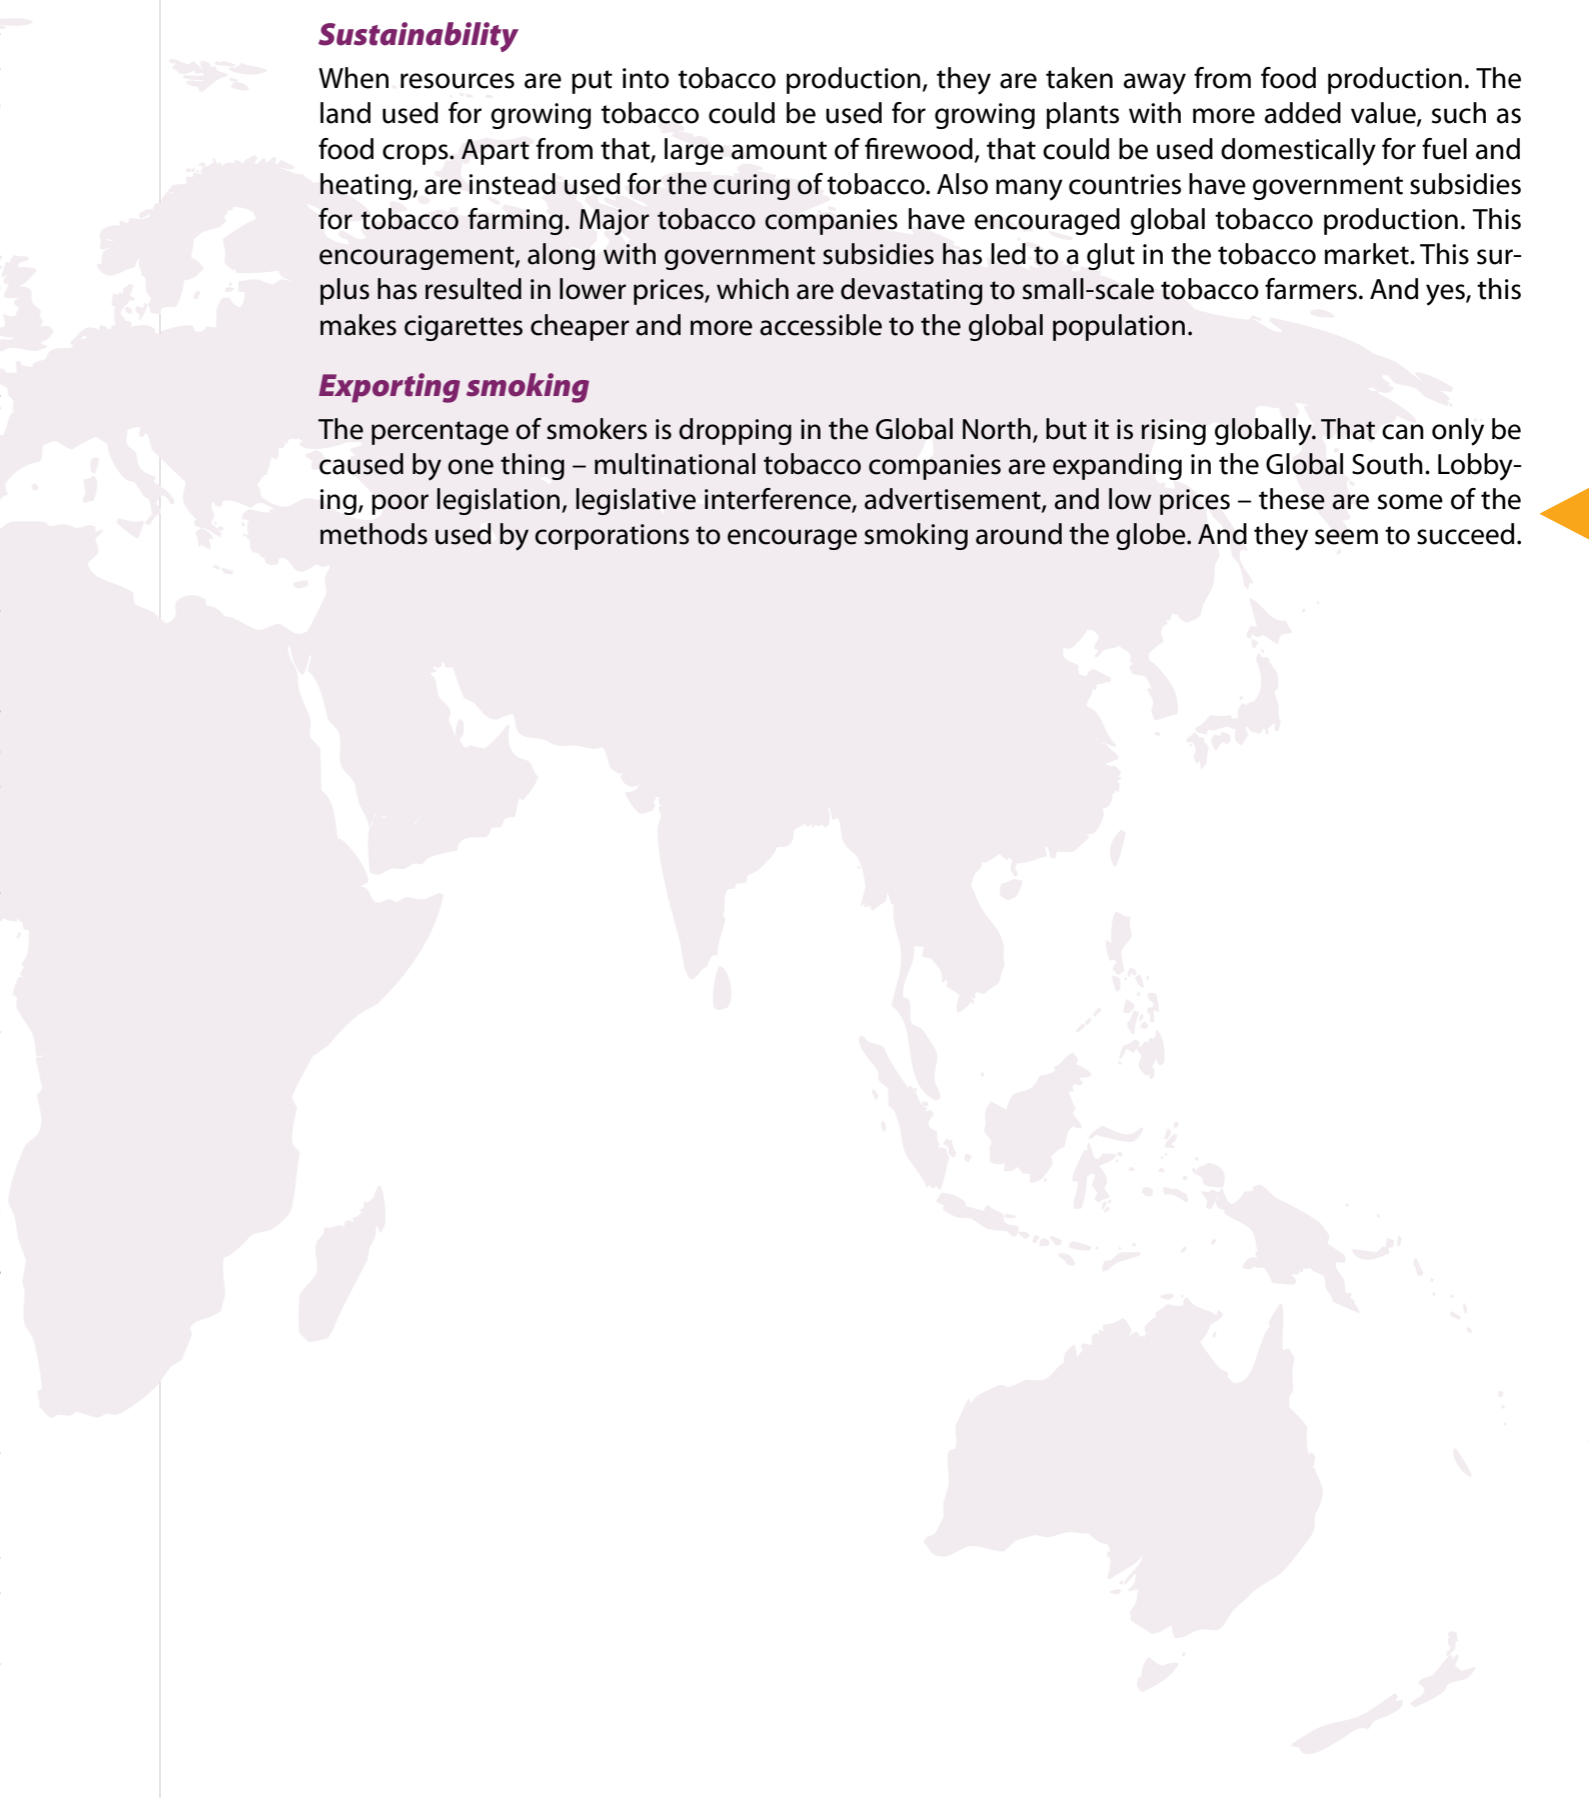 Sustainability
When resources are put into tobacco production, they are taken away from food production. The
land used for growing tobacco could be used for growing plants with more added value, such as
food crops. Apart from that, large amount of firewood, that could be used domestically for fuel and
heating, are instead used for the curing of tobacco. Also many countries have government subsidies
for tobacco farming. Major tobacco companies have encouraged global tobacco production. This
encouragement, along with government subsidies has led to a glut in the tobacco market. This sur-
plus has resulted in lower prices, which are devastating to small-scale tobacco farmers. And yes, this
makes cigarettes cheaper and more accessible to the global population.
Exporting smoking
The percentage of smokers is dropping in the Global North, but it is rising globally. That can only be
caused by one thing – multinational tobacco companies are expanding in the Global South. Lobby-
ing, poor legislation, legislative interference, advertisement, and low prices – these are some of the
methods used by corporations to encourage smoking around the globe. And they seem to succeed.